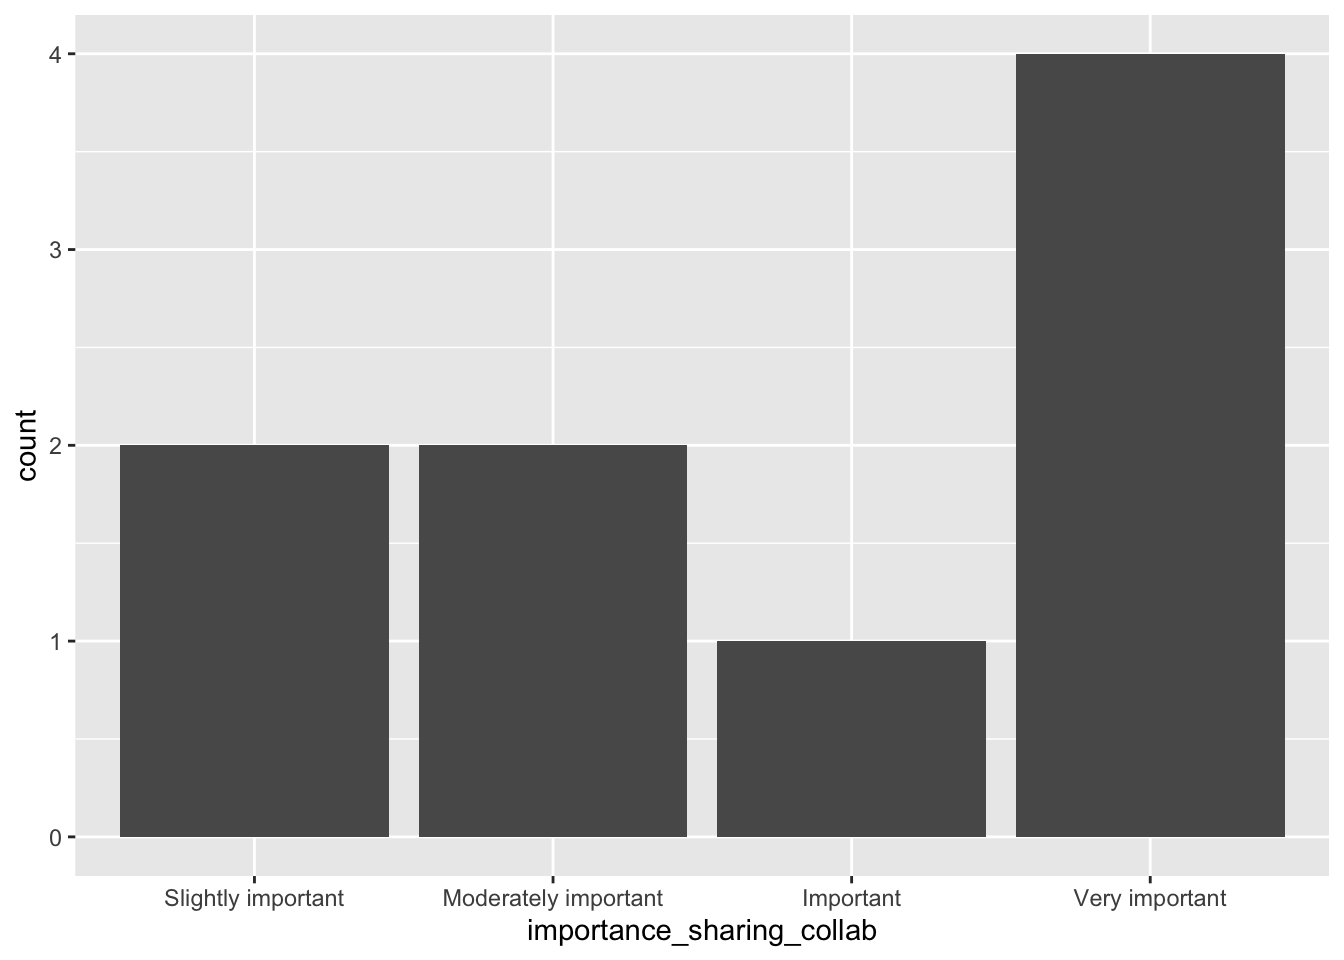 4
3
2
1
0
count
Slightly important
Moderately important
Important
Very important
importance_sharing_collab